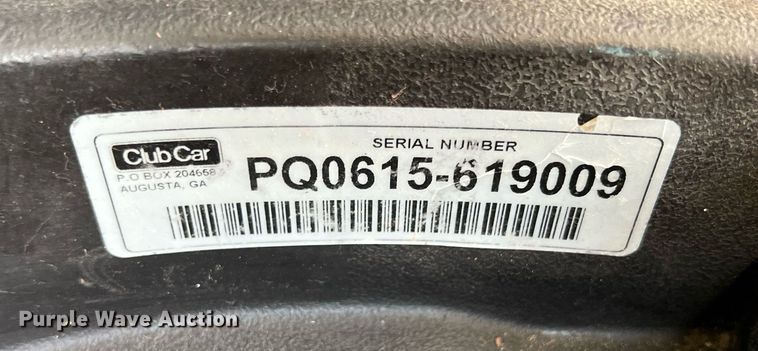 Club Car
P.O BOX 204658
AUGUSTA, GA
SERIAL NUMBER
PQ0615-619009
Purple Wave Auction